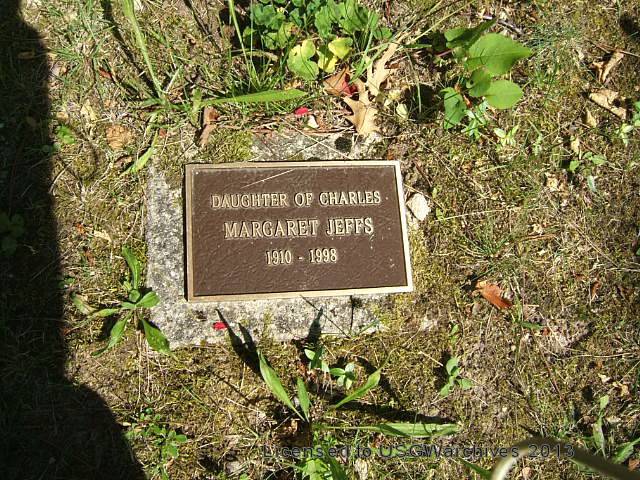 DAUGHTER OF CHARLES
MARGARET JEFFS
1910 - 1998
Licensed to USGWarchives 2013